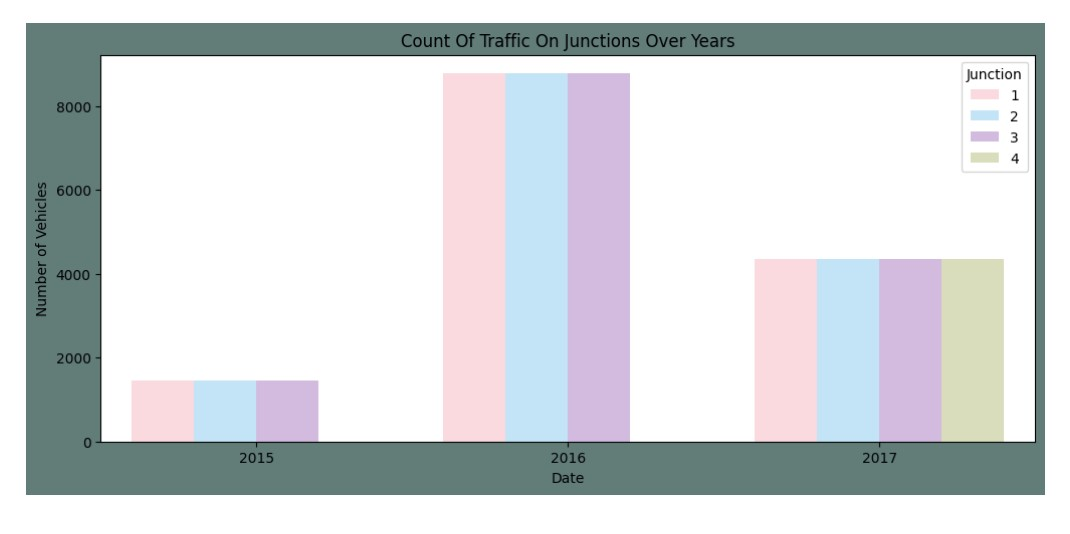 Count Of Traffic On Junctions Over Years
Number of Vehicles
8000
6000
4000
2000
0
Junction
1
2
3
4
2015 2016 2017
Date